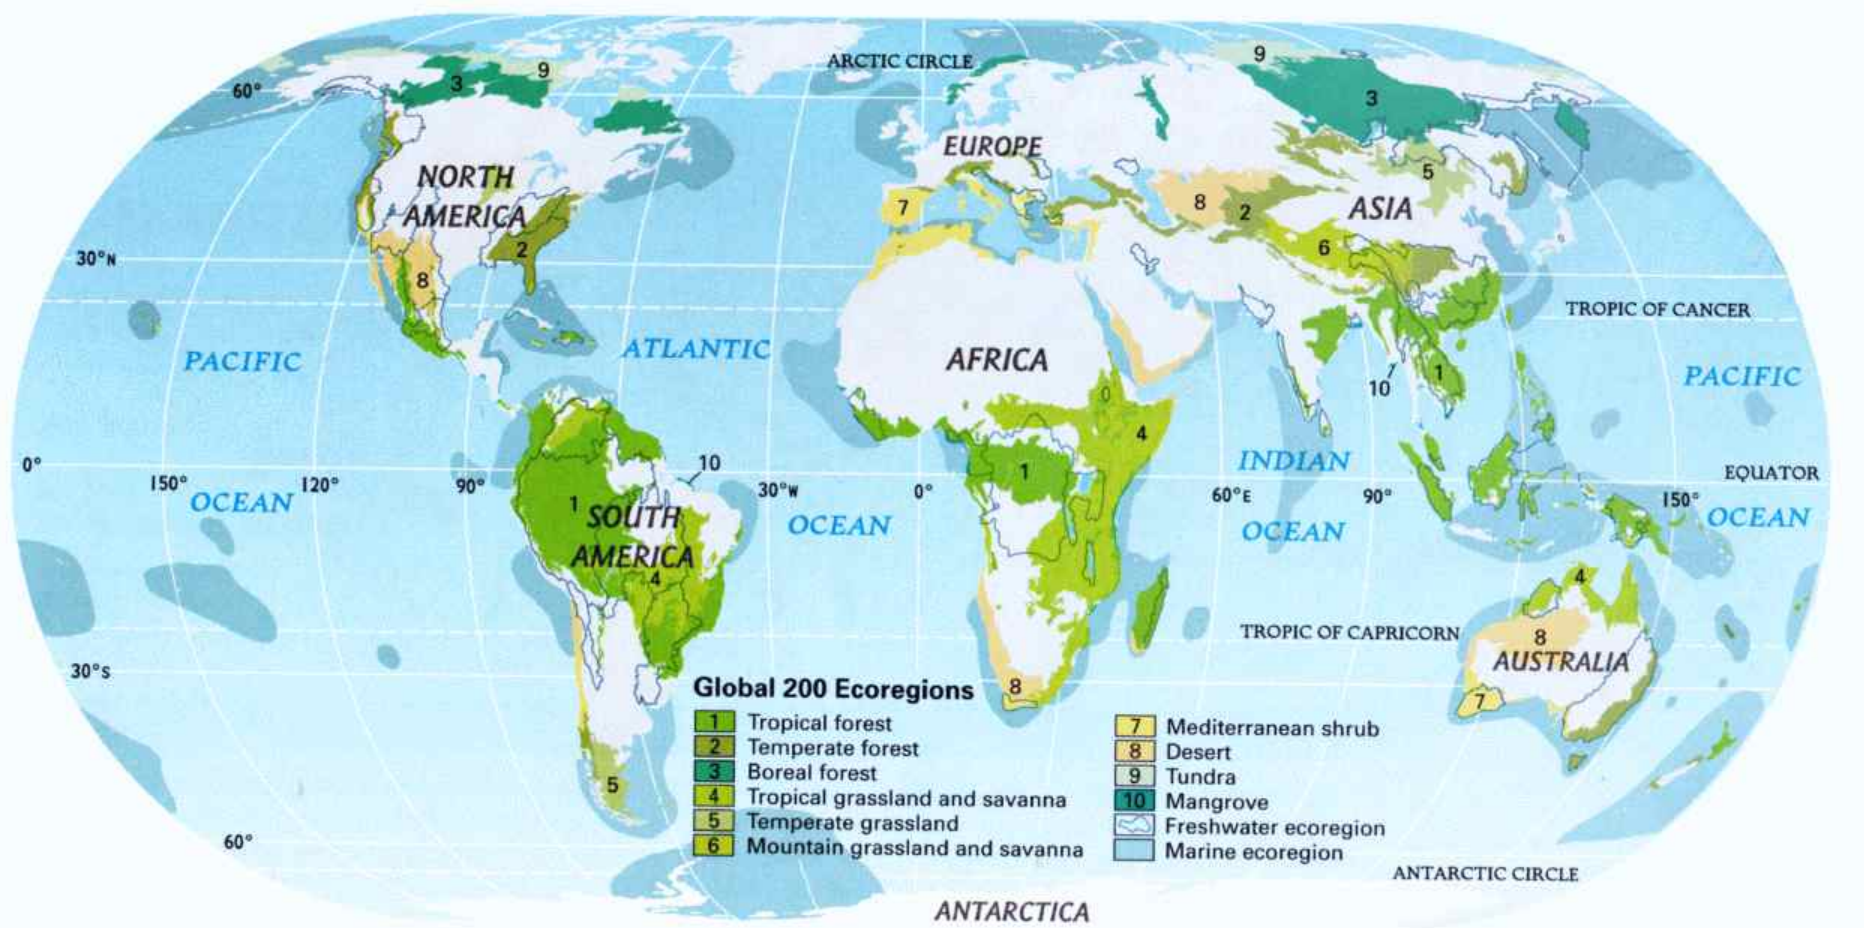 ARCTIC CIRCLE
9
3
9
60°
3
EUROPE
NORTH
AMERICA
5
7
8
2
ASIA
2
6
30°N
8
TROPIC OF CANCER
PACIFIC
ATLANTIC
AFRICA
1
10
PACIFIC
0
4
0°
10
1
INDIAN
EQUATOR
150°
120°
90°
30°W
0°
60°E
90°
150°
OCEAN
1
SOUTH
AMERICA
4
OCEAN
OCEAN
OCEAN
4
TROPIC OF CAPRICORN
8
AUSTRALIA
30°S
8
7
5
60°
Global 200 Ecoregions
1 Tropical forest
2 Temperate forest
3 Boreal forest
4 Tropical grassland and savanna
5 Temperate grassland
6 Mountain grassland and savanna
7 Mediterranean shrub
8 Desert
9 Tundra
10 Mangrove
Freshwater ecoregion
Marine ecoregion
ANTARCTIC CIRCLE
ANTARCTICA